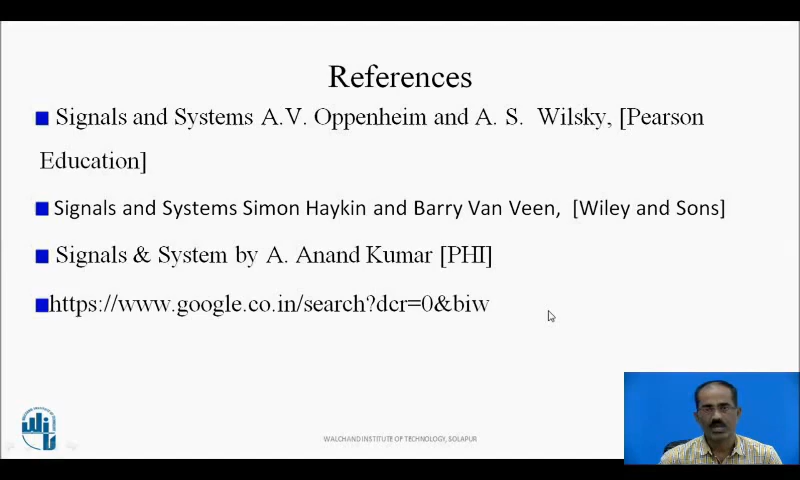 References
Signals and Systems A.V. Oppenheim and A. S. Wilsky, [Pearson
Education]
Signals and Systems Simon Haykin and Barry Van Veen, [Wiley and Sons]
Signals & System by A. Anand Kumar [PHI]
https://www.google.co.in/search?dcr=0&biw
WALCHAND INSTITUTE OF TECHNOLOGY, SOLAPUR